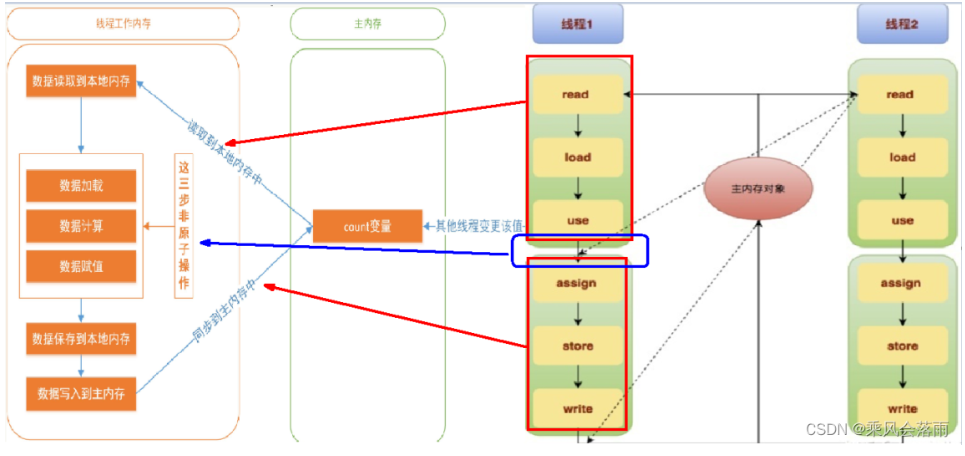 线程工作内存
主内存
线程1
线程2
数据读取到本地内存
读取到本地内存中
这三步非原子操作
数据加载
数据计算
数据赋值
count变量
其他线程变更该值
同步到主内存中
数据保存到本地内存
数据写入到主内存
read
load
use
assign
store
write
主内存对象
read
load
use
assign
store
write
CSDN @乘风会落雨